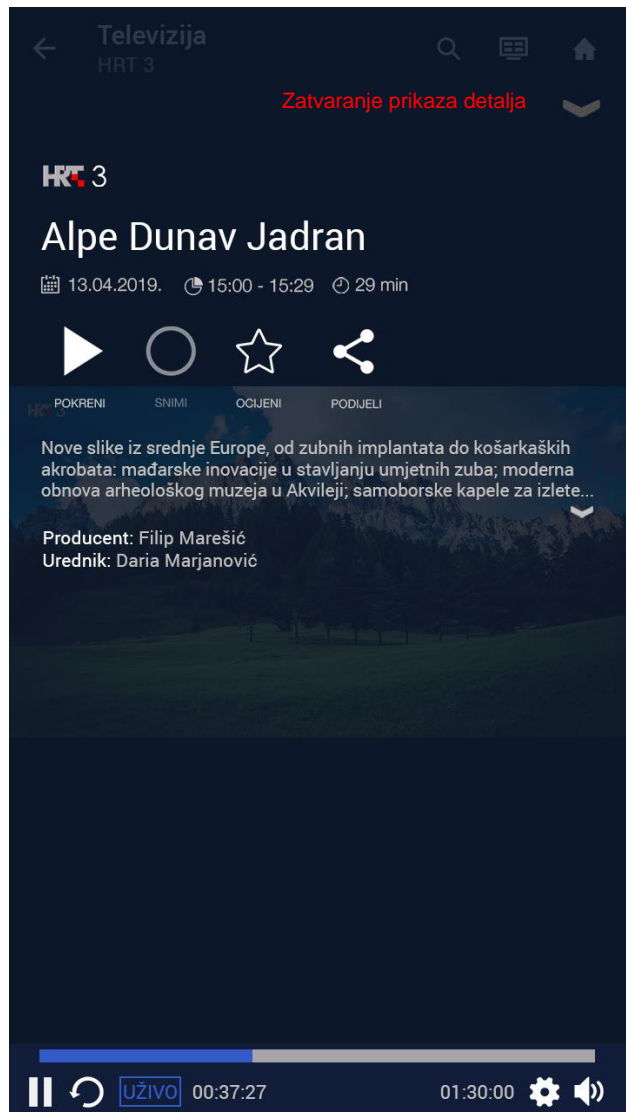 Televizija
HRT 3
Zatvaranje prikaza detalja
HRT 3
Alpe Dunav Jadran
13.04.2019. 15:00 - 15:29 29 min
POKRENI SNIMI OCIJENI PODIJELI
HRT 3
Nove slike iz srednje Europe, od zubnih implantata do košarkaških
akrobata: mađarske inovacije u stavljanju umjetnih zuba; moderna
obnova arheološkog muzeja u Akvileji; samoborske kapele za izlete...
Producent: Filip Marešić
Urednik: Daria Marjanović
UŽIVO 00:37:27 01:30:00